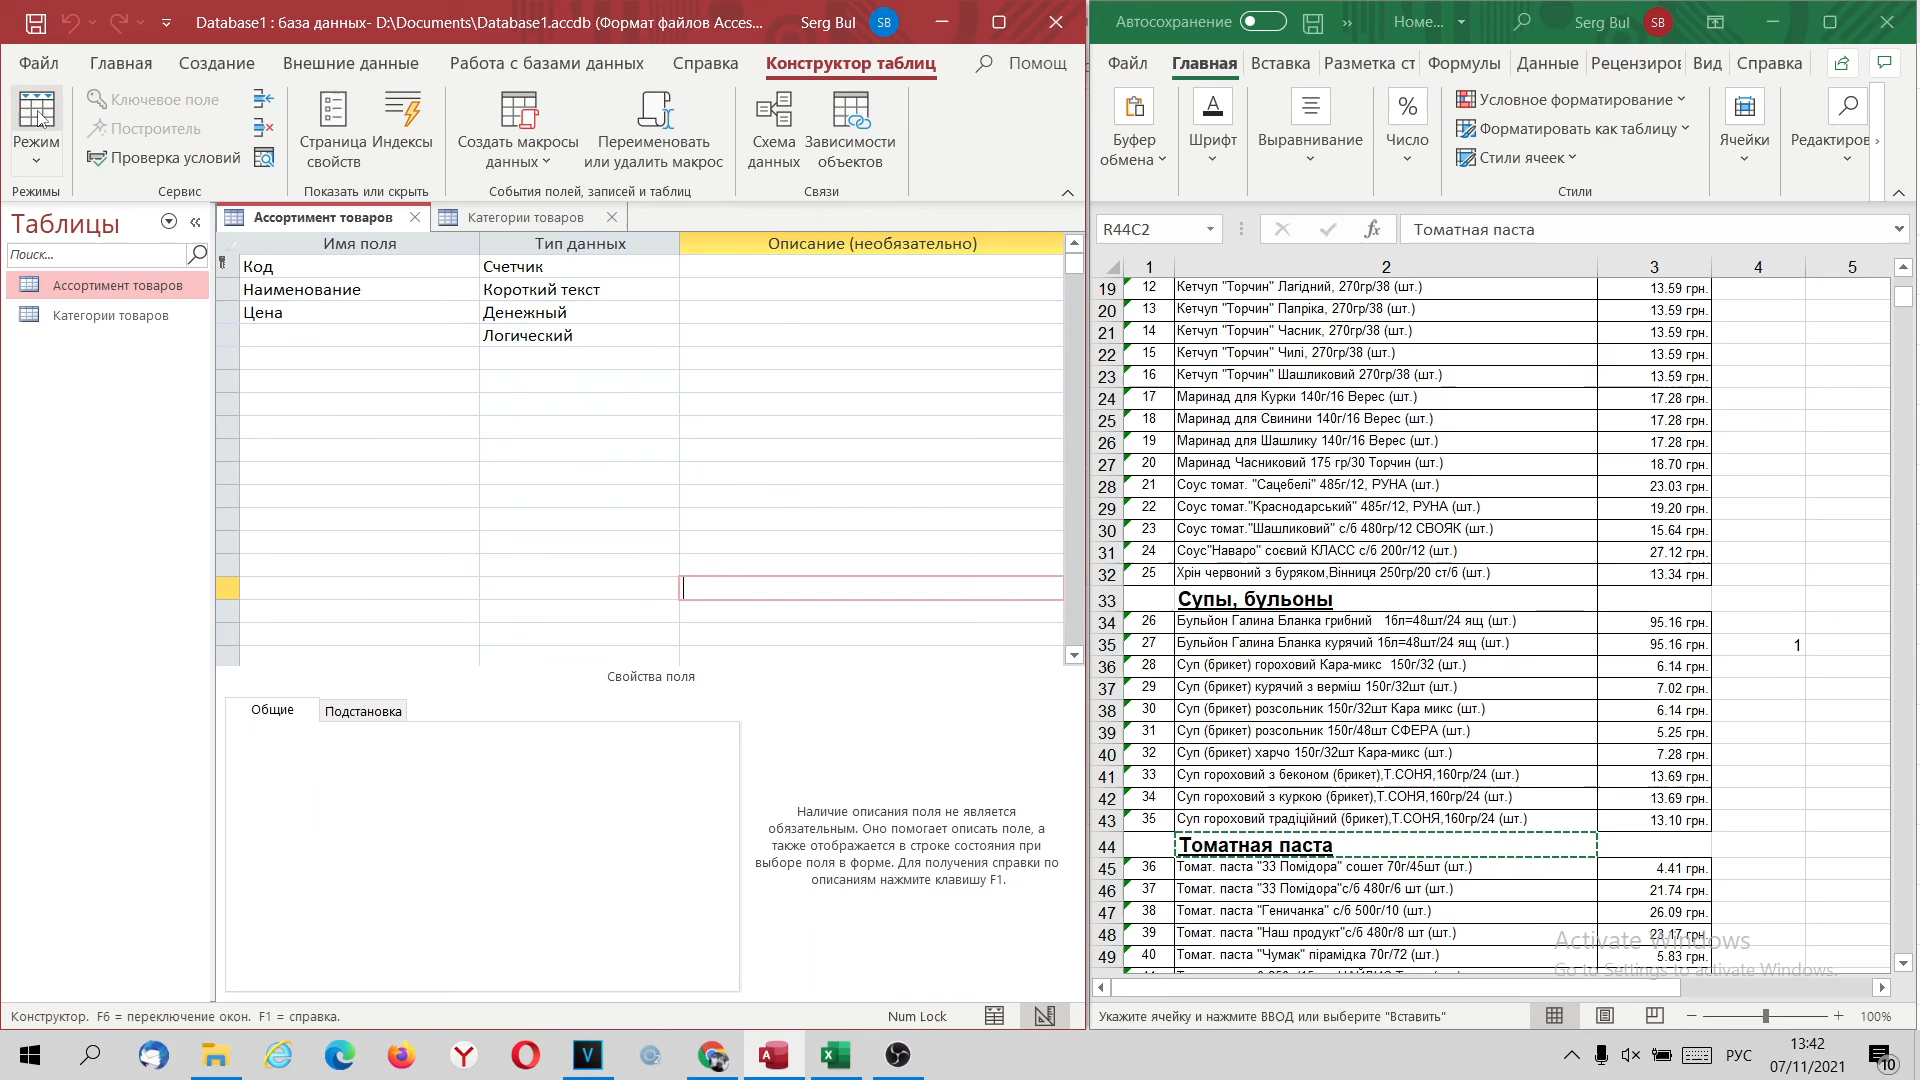 Database1 : база данных- D:\Documents\Database1.accdb (Формат файлов Acces...
Serg Bul
SB
Файл
Главная
Создание
Внешние данные
Работа с базами данных
Справка
Конструктор таблиц
Помощ
Режим
Ключевое поле
Построитель
Проверка условий
Страница свойств
Индексы
Создать макросы данных
Переименовать или удалить макрос
Схема данных
Зависимости объектов
Режимы
Сервис
Показать или скрыть
События полей, записей и таблиц
Связи
Таблицы
Поиск...
Ассортимент товаров
Категории товаров
Ассортимент товаров
Категории товаров
Имя поля
Тип данных
Описание (необязательно)
Код
Счетчик
Наименование
Короткий текст
Цена
Денежный
Логический
Свойства поля
Общие
Подстановка
Наличие описания поля не является
обязательным. Оно помогает описать поле, а
также отображается в строке состояния при
выборе поля в форме. Для получения справки по
описаниям нажмите клавишу F1.
Конструктор. F6 = переключение окон. F1 = справка.
Num Lock
Автосохранение
Номе...
Serg Bul
SB
Файл
Главная
Вставка
Разметка ст
Формулы
Данные
Рецензиров
Вид
Справка
Буфер обмена
Шрифт
Выравнивание
Число
Условное форматирование
Форматировать как таблицу
Стили ячеек
Стили
Ячейки
Редактиров
R44C2
fx
Томатная паста
1 2 3 4 5
19 12 Кетчуп "Торчин" Лагідний, 270гр/38 (шт.) 13.59 грн.
20 13 Кетчуп "Торчин" Папріка, 270гр/38 (шт.) 13.59 грн.
21 14 Кетчуп "Торчин" Часник, 270гр/38 (шт.) 13.59 грн.
22 15 Кетчуп "Торчин" Чилі, 270гр/38 (шт.) 13.59 грн.
23 16 Кетчуп "Торчин" Шашликовий 270гр/38 (шт.) 13.59 грн.
24 17 Маринад для Курки 140г/16 Верес (шт.) 17.28 грн.
25 18 Маринад для Свинини 140г/16 Верес (шт.) 17.28 грн.
26 19 Маринад для Шашлику 140г/16 Верес (шт.) 17.28 грн.
27 20 Маринад Часниковий 175 гр/30 Торчин (шт.) 18.70 грн.
28 21 Соус томат. "Сацебелі" 485г/12, РУНА (шт.) 23.03 грн.
29 22 Соус томат."Краснодарський" 485г/12, РУНА (шт.) 19.20 грн.
30 23 Соус томат."Шашликовий" с/б 480гр/12 СВОЯК (шт.) 15.64 грн.
31 24 Соус"Наваро" соєвий КЛАСС с/б 200г/12 (шт.) 27.12 грн.
32 25 Хрін червоний з буряком,Вінниця 250гр/20 ст/б (шт.) 13.34 грн.
33 Супы, бульоны
34 26 Бульйон Галина Бланка грибний 1бл=48шт/24 ящ (шт.) 95.16 грн.
35 27 Бульйон Галина Бланка курячий 1бл=48шт/24 ящ (шт.) 95.16 грн. 1
36 28 Суп (брикет) гороховий Кара-микс 150г/32 (шт.) 6.14 грн.
37 29 Суп (брикет) курячий з верміш 150г/32шт (шт.) 7.02 грн.
38 30 Суп (брикет) розсольник 150г/32шт Кара микс (шт.) 6.14 грн.
39 31 Суп (брикет) розсольник 150г/48шт СФЕРА (шт.) 5.25 грн.
40 32 Суп (брикет) харчо 150г/32шт Кара-микс (шт.) 7.28 грн.
41 33 Суп гороховий з беконом (брикет),Т.СОНЯ,160гр/24 (шт.) 13.69 грн.
42 34 Суп гороховий з куркою (брикет),Т.СОНЯ,160гр/24 (шт.) 13.69 грн.
43 35 Суп гороховий традіційний (брикет),Т.СОНЯ,160гр/24 (шт.) 13.10 грн.
44 Томатная паста
45 36 Томат. паста "33 Помідора" сошет 70г/45шт (шт.) 4.41 грн.
46 37 Томат. паста "33 Помідора"с/б 480г/6 шт (шт.) 21.74 грн.
47 38 Томат. паста "Геничанка" с/б 500г/10 (шт.) 26.09 грн.
48 39 Томат. паста "Наш продукт"с/б 480г/8 шт (шт.) 23.17 грн.
49 40 Томат. паста "Чумак" пірамідка 70г/72 (шт.) 5.83 грн.
Activate Windows
Go to Settings to activate Windows.
Укажите ячейку и нажмите ВВОД или выберите "Вставить"
100%
РУС
13:42
07/11/2021
10